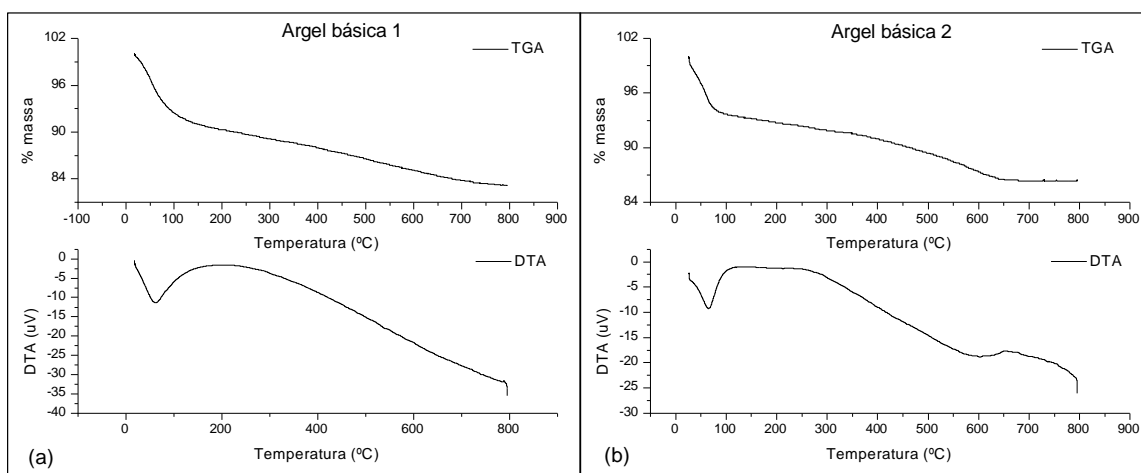 Argel básica 1
TGA
% massa
102
96
90
84
-100 0 100 200 300 400 500 600 700 800 900
Temperatura (ºC)
DTA
DTA (uV)
0
-5
-10
-15
-20
-25
-30
-35
-40
0 200 400 600 800
Temperatura (ºC)
(a)
Argel básica 2
TGA
% massa
102
96
90
84
0 100 200 300 400 500 600 700 800 900
Temperatura (ºC)
DTA
DTA (uV)
0
-5
-10
-15
-20
-25
-30
0 100 200 300 400 500 600 700 800 900
Temperatura (ºC)
(b)